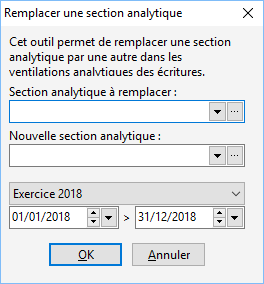 Remplacer une section analytique
Cet outil permet de remplacer une section
analytique par une autre dans les
ventilations analytiques des écritures.
Section analytique à remplacer :
Nouvelle section analytique :
Exercice 2018
01/01/2018 > 31/12/2018
OK Annuler